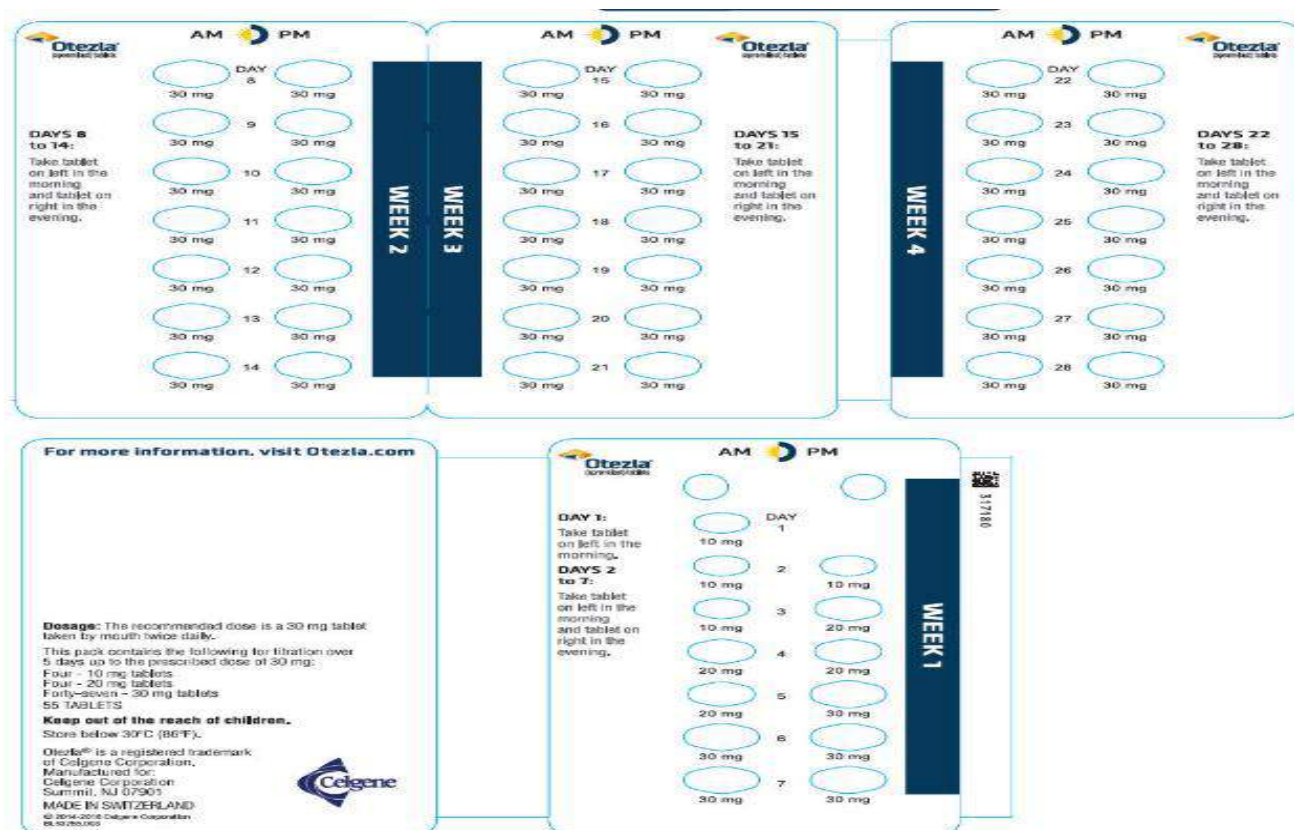 Otezla®
(apremilast) tablets
AM PM
DAYS 8
to 14:
Take tablet
on left in the
morning
and tablet on
right in the
evening.
DAY
8
30 mg 30 mg
9
30 mg 30 mg
10
30 mg 30 mg
11
30 mg 30 mg
12
30 mg 30 mg
13
30 mg 30 mg
14
30 mg 30 mg
WEEK 2
WEEK 3
AM PM
Otezla®
(apremilast) tablets
DAY
15
30 mg 30 mg
16
30 mg 30 mg
17
30 mg 30 mg
18
30 mg 30 mg
19
30 mg 30 mg
20
30 mg 30 mg
21
30 mg 30 mg
DAYS 15
to 21:
Take tablet
on left in the
morning
and tablet on
right in the
evening.
WEEK 4
AM PM
Otezla®
(apremilast) tablets
DAY
22
30 mg 30 mg
23
30 mg 30 mg
24
30 mg 30 mg
25
30 mg 30 mg
26
30 mg 30 mg
27
30 mg 30 mg
28
30 mg 30 mg
DAYS 22
to 28:
Take tablet
on left in the
morning
and tablet on
right in the
evening.
For more information, visit Otezla.com
Dosage: The recommended dose is a 30 mg tablet
taken by mouth twice daily.
This pack contains the following for titration over
5 days up to the prescribed dose of 30 mg:
Four - 10 mg tablets
Four - 20 mg tablets
Forty-seven - 30 mg tablets
55 TABLETS
Keep out of the reach of children.
Store below 30°C (86°F).
Otezla® is a registered trademark
of Celgene Corporation.
Manufactured for:
Celgene Corporation
Summit, NJ 07901
MADE IN SWITZERLAND
© 2014-2016 Celgene Corporation
Celgene
Otezla®
(apremilast) tablets
AM PM
DAY 1:
Take tablet
on left in the
morning.
DAYS 2
to 7:
Take tablet
on left in the
morning
and tablet on
right in the
evening.
DAY
1
10 mg
2
10 mg 10 mg
3
10 mg 20 mg
4
20 mg 20 mg
5
20 mg 30 mg
6
30 mg 30 mg
7
30 mg 30 mg
WEEK 1
317180